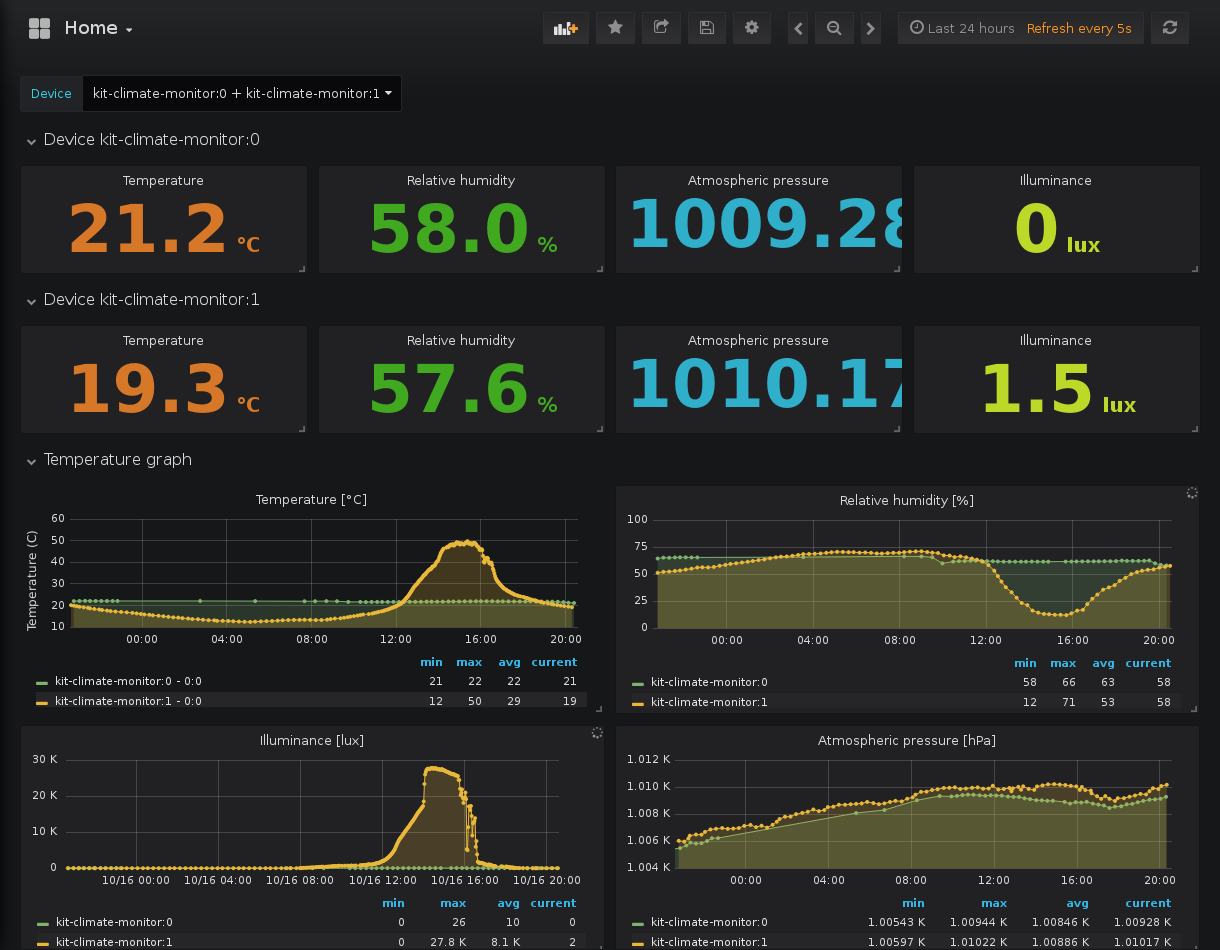 Home
Last 24 hours Refresh every 5s
Device kit-climate-monitor:0 + kit-climate-monitor:1
Device kit-climate-monitor:0
Temperature Relative humidity Atmospheric pressure Illuminance
21.2 °C 58.0 % 1009.28 0 lux
Device kit-climate-monitor:1
Temperature Relative humidity Atmospheric pressure Illuminance
19.3 °C 57.6 % 1010.17 1.5 lux
Temperature graph
Temperature [°C]
Temperature (C)
60
50
40
30
20
10
00:00 04:00 08:00 12:00 16:00 20:00
min max avg current
kit-climate-monitor:0 - 0:0 21 22 22 21
kit-climate-monitor:1 - 0:0 12 50 29 19
Relative humidity [%]
100
75
50
25
0
00:00 04:00 08:00 12:00 16:00 20:00
min max avg current
kit-climate-monitor:0 58 66 63 58
kit-climate-monitor:1 12 71 53 58
Illuminance [lux]
30 K
20 K
10 K
0
10/16 00:00 10/16 04:00 10/16 08:00 10/16 12:00 10/16 16:00 10/16 20:00
min max avg current
kit-climate-monitor:0 0 26 10 0
kit-climate-monitor:1 0 27.8 K 8.1 K 2
Atmospheric pressure [hPa]
1.012 K
1.010 K
1.008 K
1.006 K
1.004 K
00:00 04:00 08:00 12:00 16:00 20:00
min max avg current
kit-climate-monitor:0 1.00543 K 1.00944 K 1.00846 K 1.00928 K
kit-climate-monitor:1 1.00597 K 1.01022 K 1.00886 K 1.01017 K